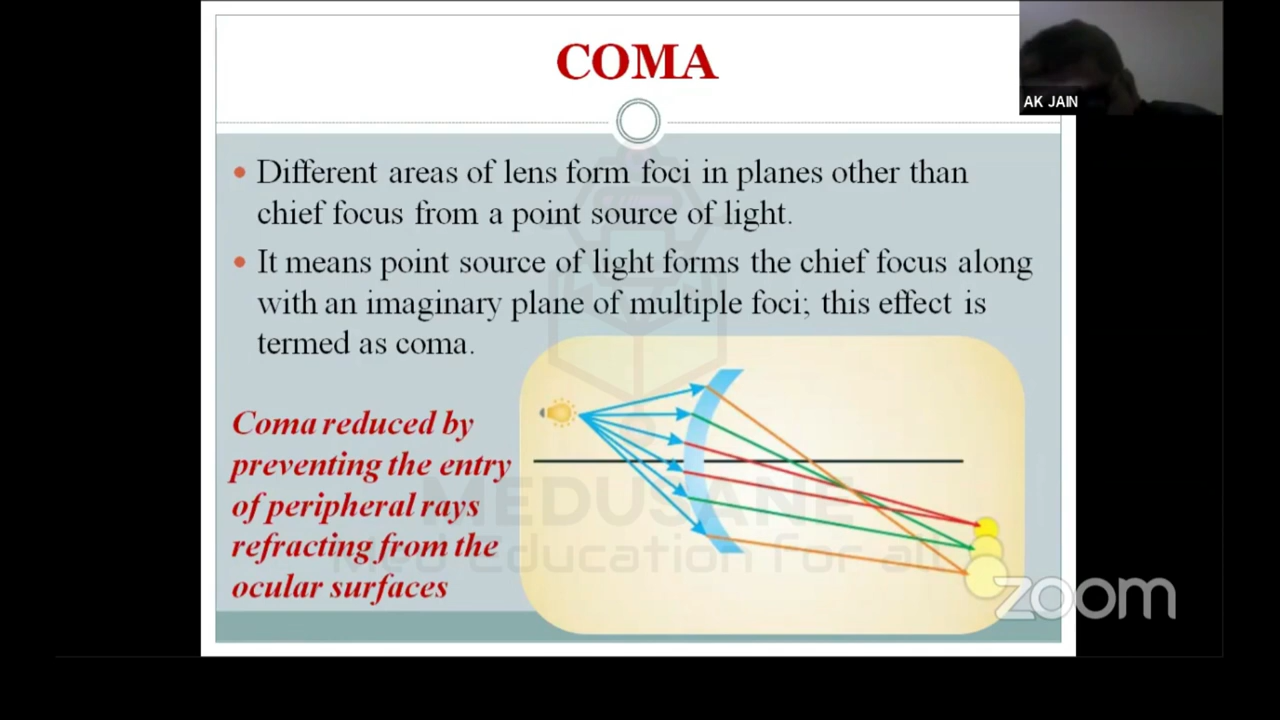 COMA
AK JAIN
Different areas of lens form foci in planes other than
chief focus from a point source of light.
It means point source of light forms the chief focus along
with an imaginary plane of multiple foci; this effect is
termed as coma.
Coma reduced by
preventing the entry
of peripheral rays
refracting from the
ocular surfaces
MEDUSANE
Med Education for all
zoom